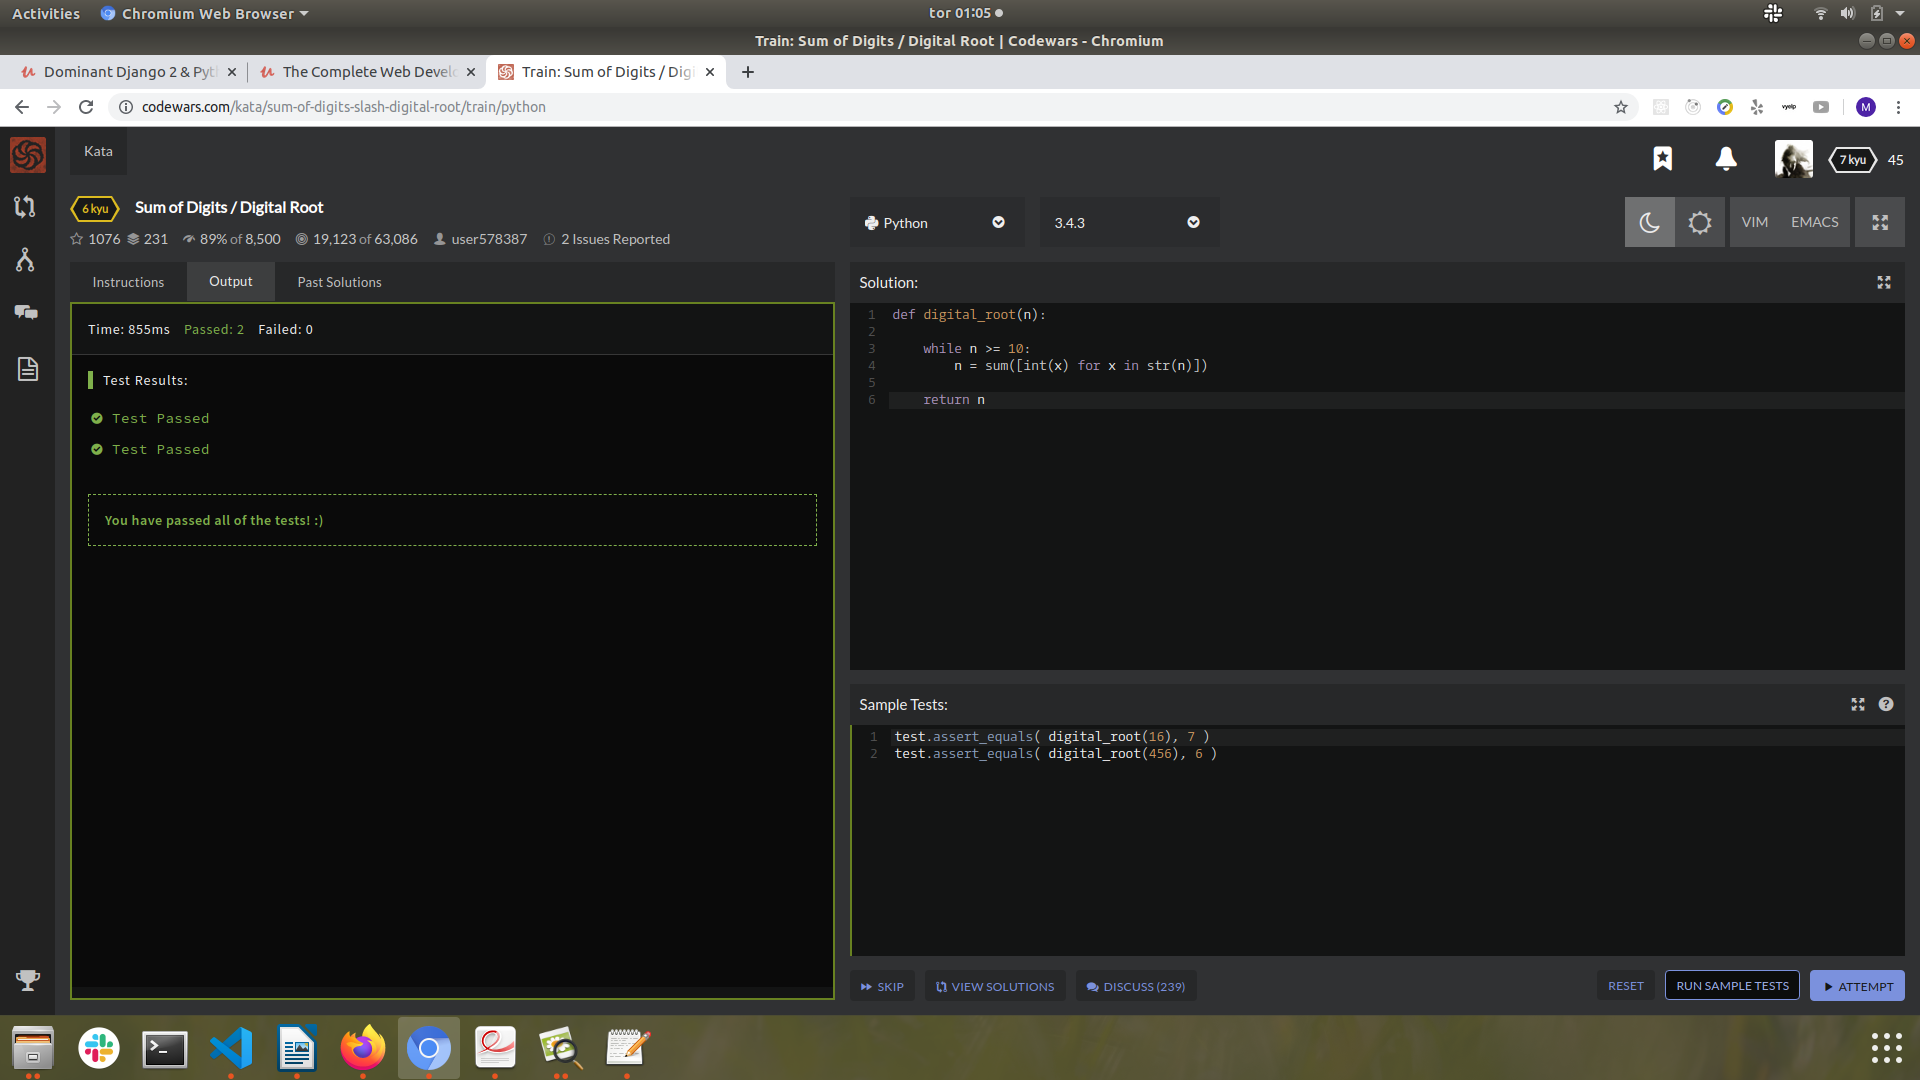 Activities
Chromium Web Browser
tor 01:05
Train: Sum of Digits / Digital Root | Codewars - Chromium
Dominant Django 2 & Pyth
The Complete Web Develo
Train: Sum of Digits / Digi
codewars.com/kata/sum-of-digits-slash-digital-root/train/python
vyelp
M
Kata
7 kyu
45
6 kyu
Sum of Digits / Digital Root
1076
231
89% of 8,500
19,123 of 63,086
user578387
2 Issues Reported
Python
3.4.3
VIM
EMACS
Instructions
Output
Past Solutions
Time: 855ms
Passed: 2
Failed: 0
Test Results:
Test Passed
Test Passed
You have passed all of the tests! :)
Solution:
1 def digital_root(n):
2
3 while n >= 10:
4 n = sum([int(x) for x in str(n)])
5
6 return n
Sample Tests:
1 test.assert_equals( digital_root(16), 7 )
2 test.assert_equals( digital_root(456), 6 )
SKIP
VIEW SOLUTIONS
DISCUSS (239)
RESET
RUN SAMPLE TESTS
ATTEMPT